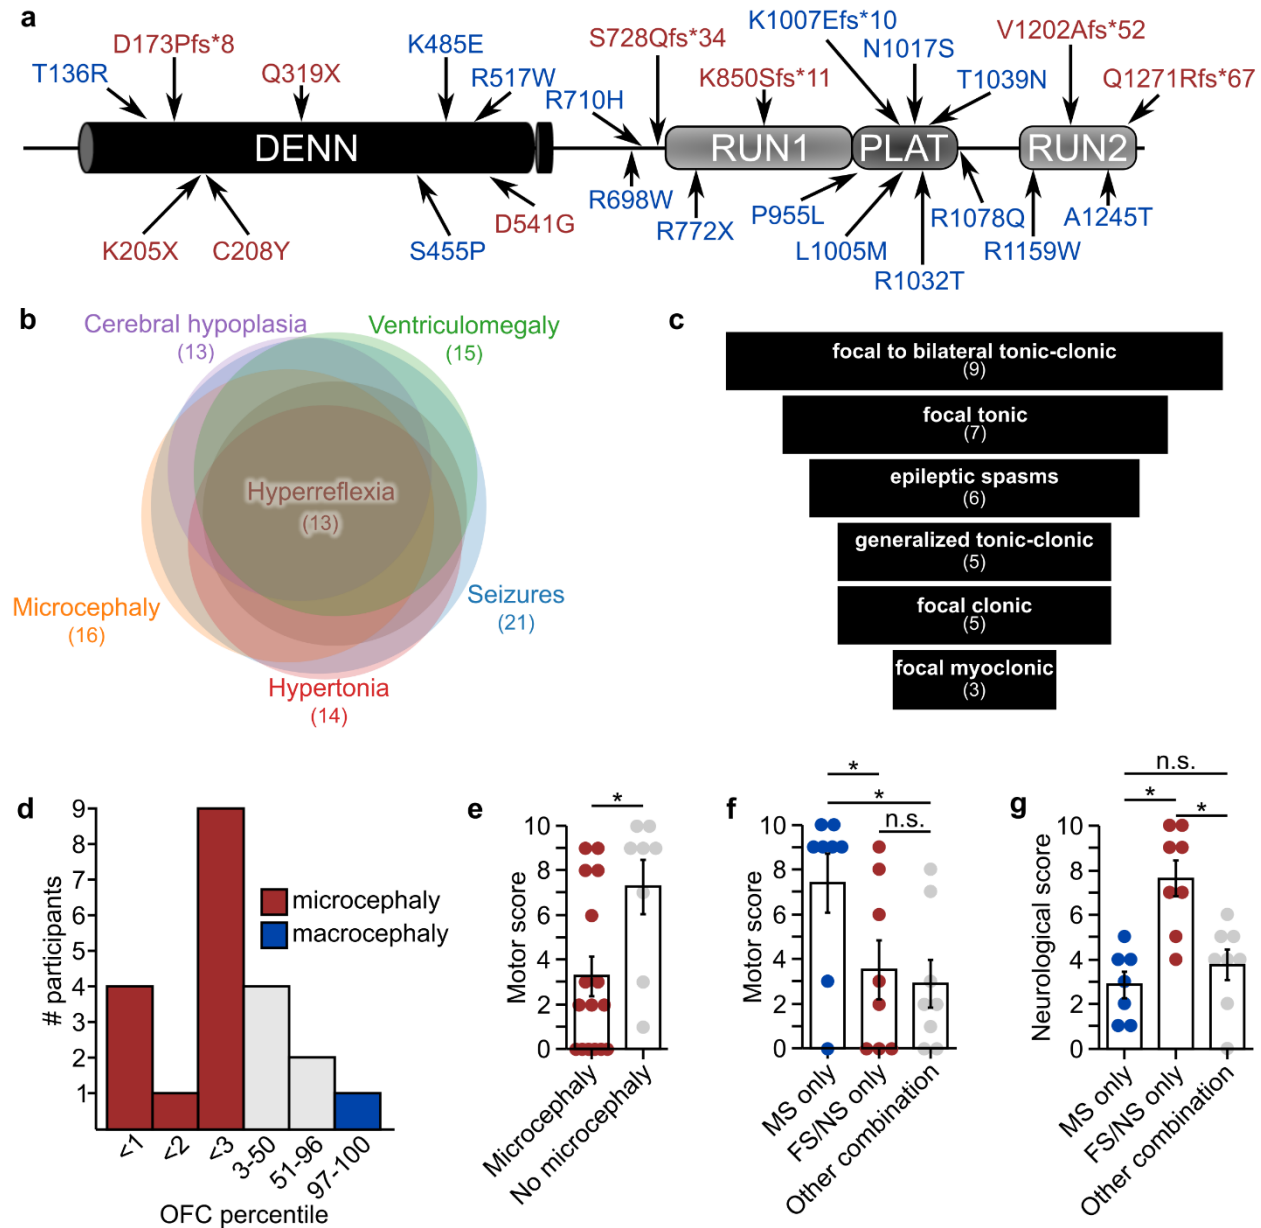 a
D173Pfs*8
K485E
S728Qfs*34
K1007Efs*10
V1202Afs*52
N1017S
T136R
Q319X
R517W
K850Sfs*11
T1039N
Q1271Rfs*67
R710H
DENN
RUN1
PLAT
RUN2
R698W
R772X
P955L
R1078Q
A1245T
D541G
K205X
C208Y
S455P
L1005M
R1159W
R1032T
b
Cerebral hypoplasia
(13)
Ventriculomegaly
(15)
Hyperreflexia
(13)
Microcephaly
(16)
Seizures
(21)
Hypertonia
(14)
c
focal to bilateral tonic-clonic
(9)
focal tonic
(7)
epileptic spasms
(6)
generalized tonic-clonic
(5)
focal clonic
(5)
focal myoclonic
(3)
d
# participants
9
8
7
6
5
4
3
2
1
microcephaly
macrocephaly
<1
<2
<3
3-50
51-96
97-100
OFC percentile
e
*
Motor score
10
8
6
4
2
0
Microcephaly
No microcephaly
f
*
*
n.s.
Motor score
10
8
6
4
2
0
MS only
FS/NS only
Other combination
g
n.s.
*
*
Neurological score
10
8
6
4
2
0
MS only
FS/NS only
Other combination